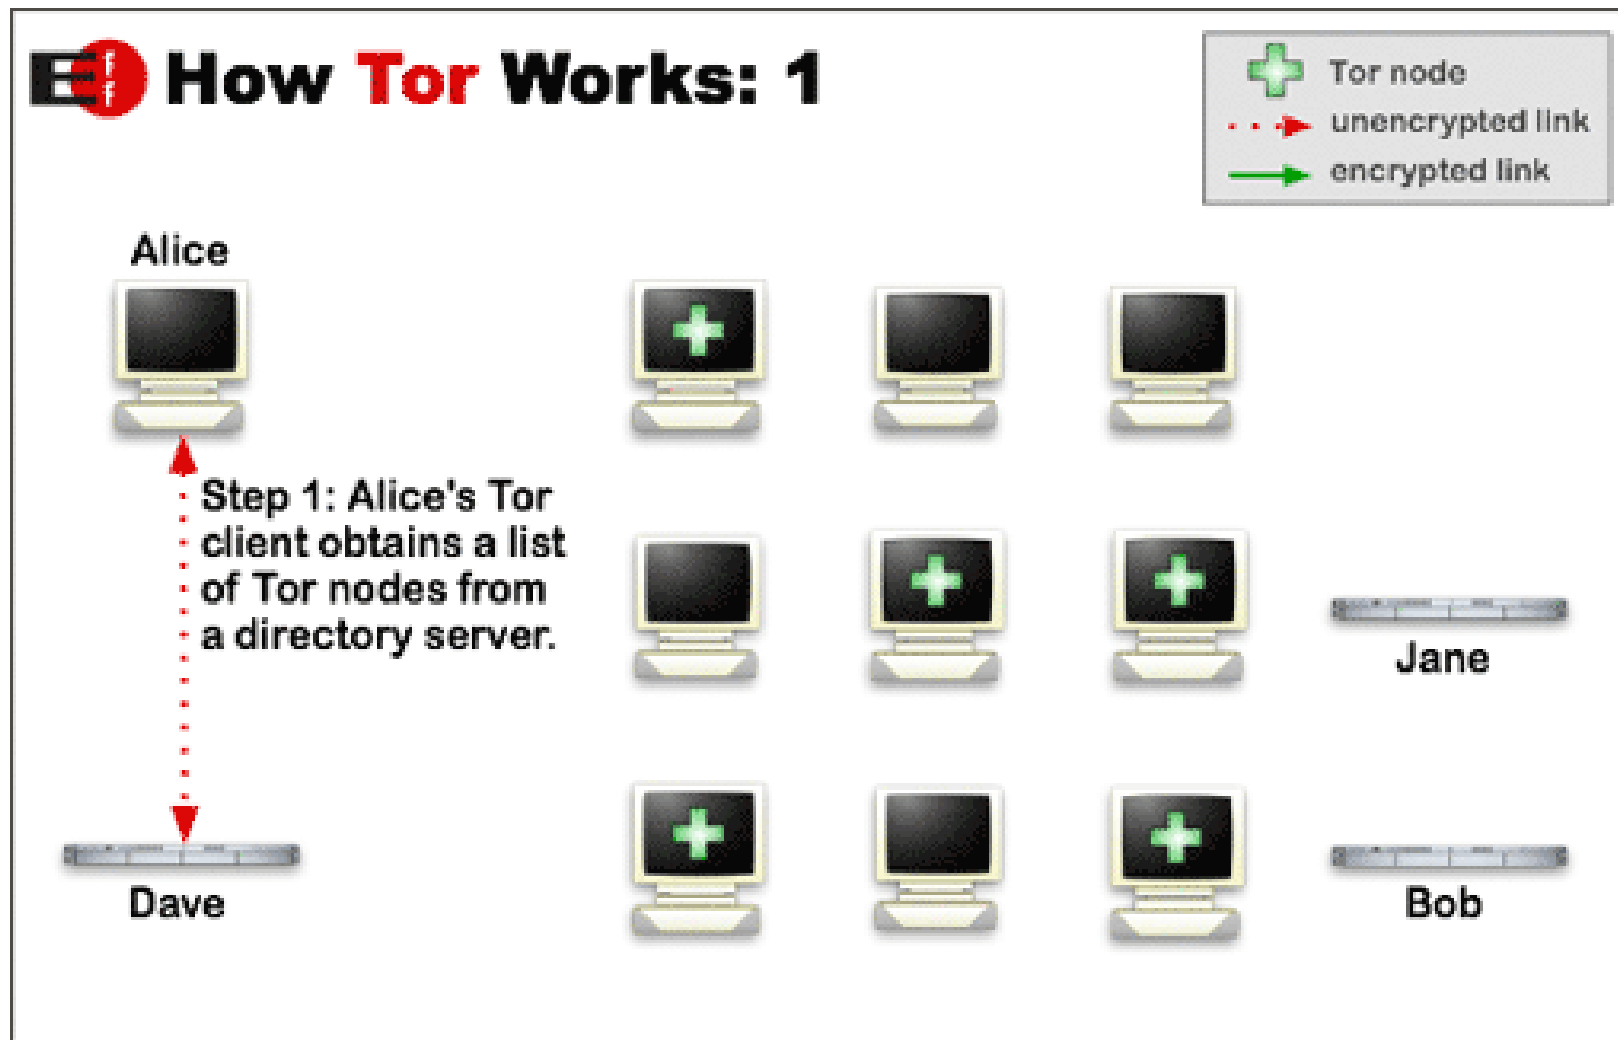 How Tor Works: 1
Tor node
unencrypted link
encrypted link
Alice
Step 1: Alice's Tor
client obtains a list
of Tor nodes from
a directory server.
Jane
Dave
Bob